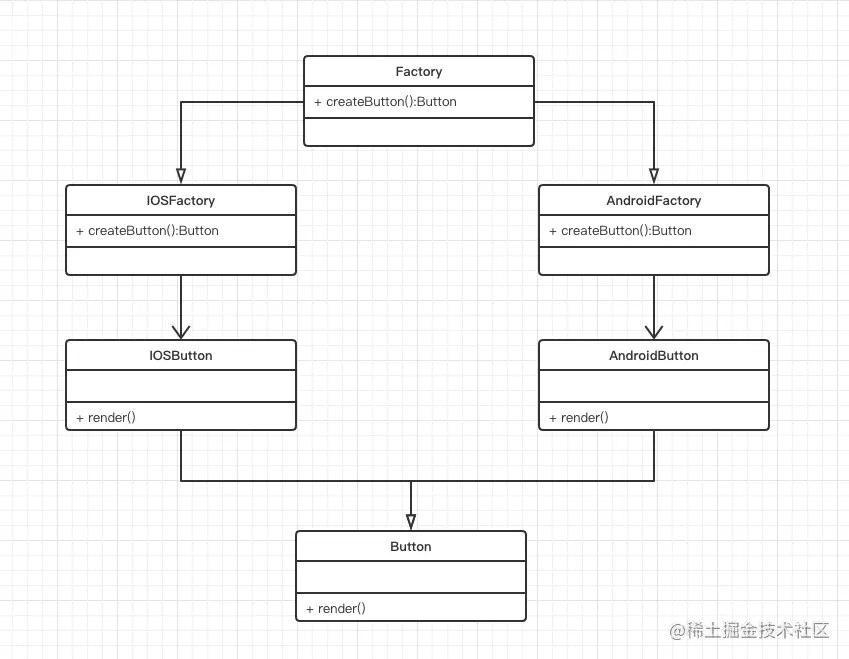 Factory
+ createButton():Button
IOSFactory
+ createButton():Button
AndroidFactory
+ createButton():Button
IOSButton
+ render()
AndroidButton
+ render()
Button
+ render()
@稀土掘金技术社区